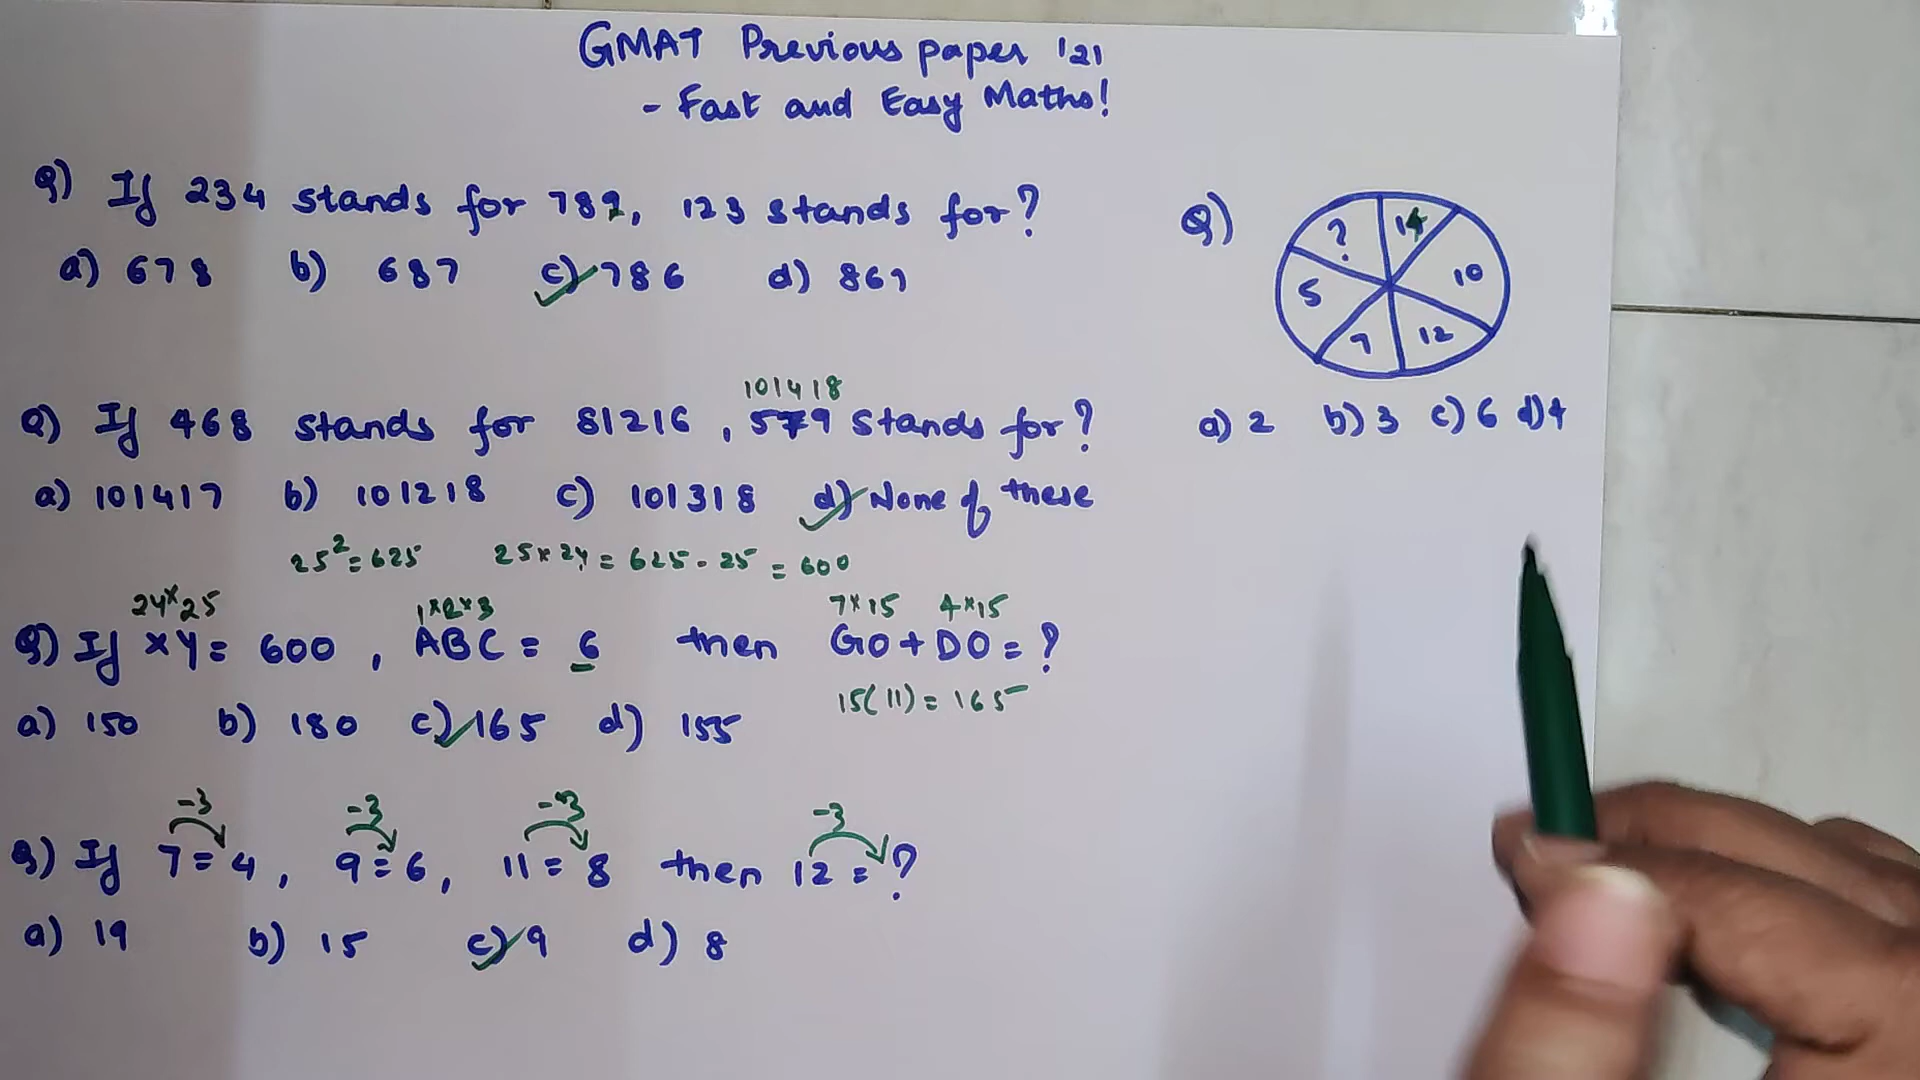 GMAT Previous paper '21
- Fast and Easy Maths!
Q) If 234 stands for 782, 123 stands for?
a) 678 b) 687 c) 786 d) 867
101418
Q) If 468 stands for 81216, 579 stands for?
a) 101417 b) 101218 c) 101318 d) None of these
25² = 625 25 × 24 = 625 - 25 = 600
24 × 25 1×2×3 7×15 4×15
Q) If XY = 600, ABC = 6 then GO + DO = ?
15(11) = 165
a) 150 b) 180 c) 165 d) 155
-3 -3 -3 -3
Q) If 7 = 4, 9 = 6, 11 = 8 then 12 = ?
a) 19 b) 15 c) 9 d) 8
Q)
? 14
5 10
7 12
a) 2 b) 3 c) 6 d) 4